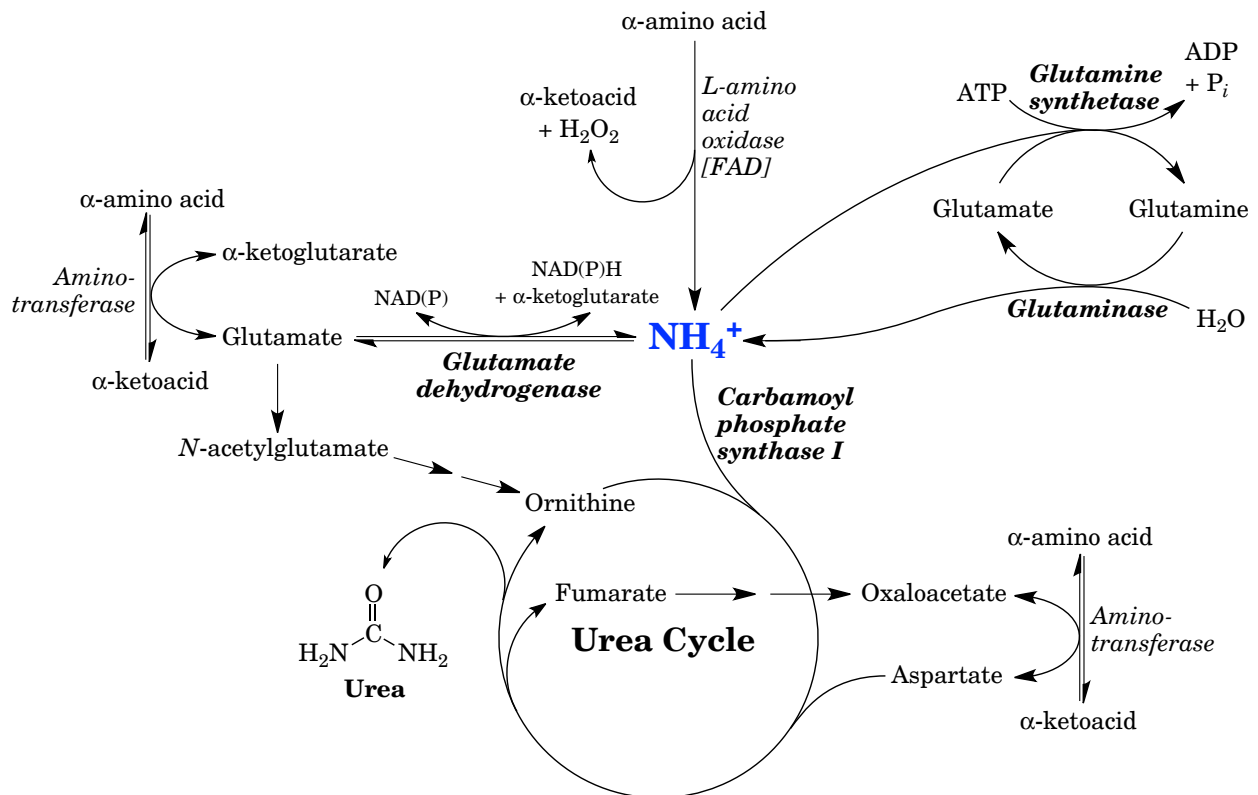 α-amino acid
α-ketoacid
+ H₂O₂
L-amino
acid
oxidase
[FAD]
ATP
Glutamine
synthetase
ADP
+ Pᵢ
Glutamate
Glutamine
Glutaminase
H₂O
α-amino acid
Amino-
transferase
α-ketoglutarate
Glutamate
α-ketoacid
NAD(P)
NAD(P)H
+ α-ketoglutarate
Glutamate
dehydrogenase
NH₄⁺
Carbamoyl
phosphate
synthase I
N-acetylglutamate
Ornithine
Fumarate
Oxaloacetate
Urea Cycle
Aspartate
α-amino acid
Amino-
transferase
α-ketoacid
O
C
H₂N
NH₂
Urea